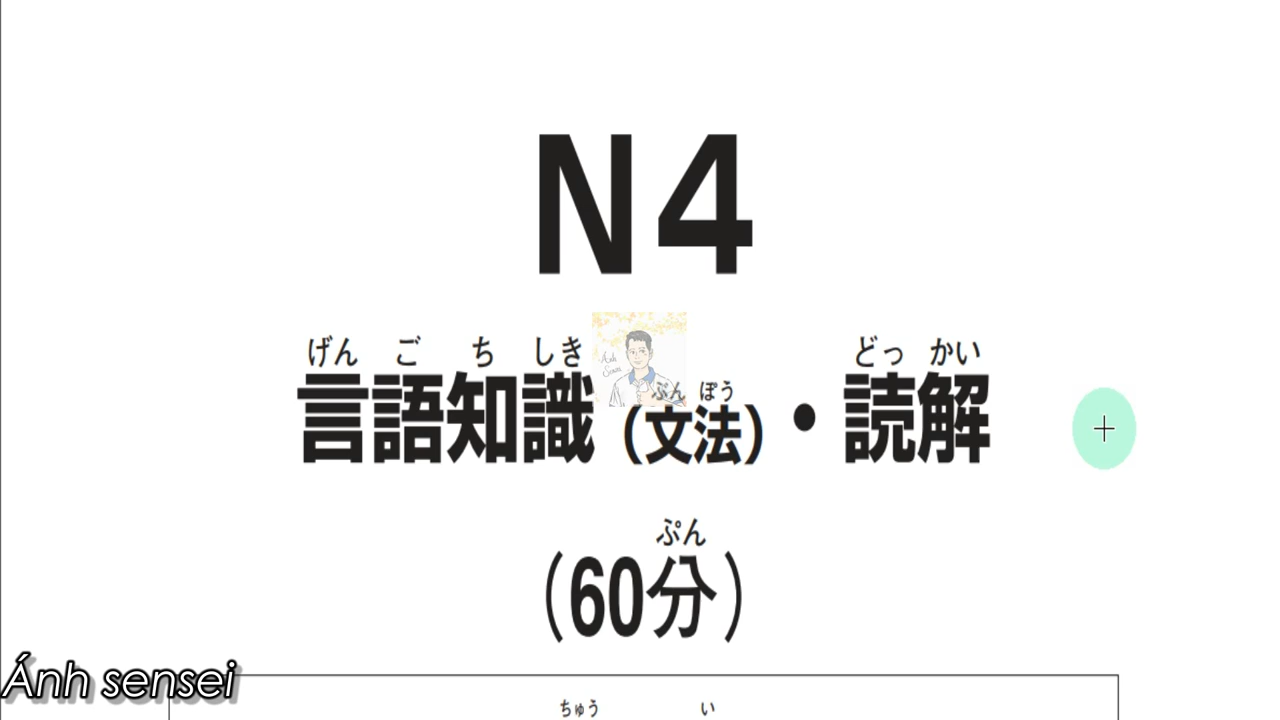 N4
げん ご ち しき ぶん ぽう どっ かい
言語知識（文法）・読解
ぷん
（60分）
Ánh sensei
ちゅう い